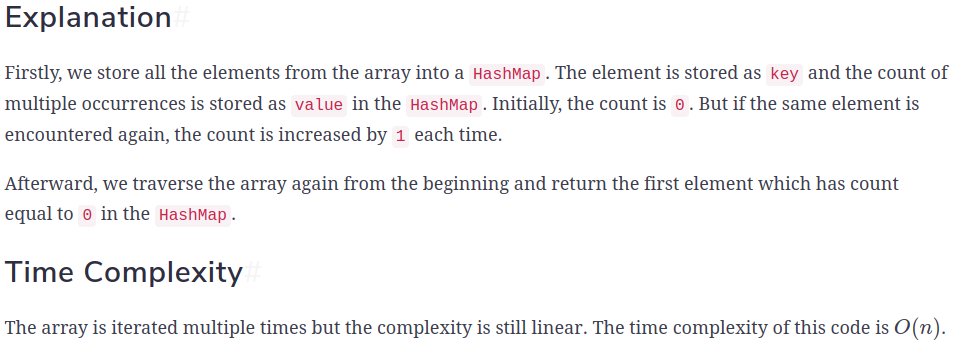 Explanation#
Firstly, we store all the elements from the array into a HashMap. The element is stored as key and the count of
multiple occurrences is stored as value in the HashMap. Initially, the count is 0. But if the same element is
encountered again, the count is increased by 1 each time.
Afterward, we traverse the array again from the beginning and return the first element which has count
equal to 0 in the HashMap.
Time Complexity#
The array is iterated multiple times but the complexity is still linear. The time complexity of this code is O(n).